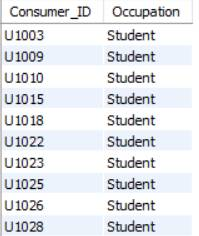 Consumer_ID Occupation
U1003 Student
U1009 Student
U1010 Student
U1015 Student
U1018 Student
U1022 Student
U1023 Student
U1025 Student
U1026 Student
U1028 Student